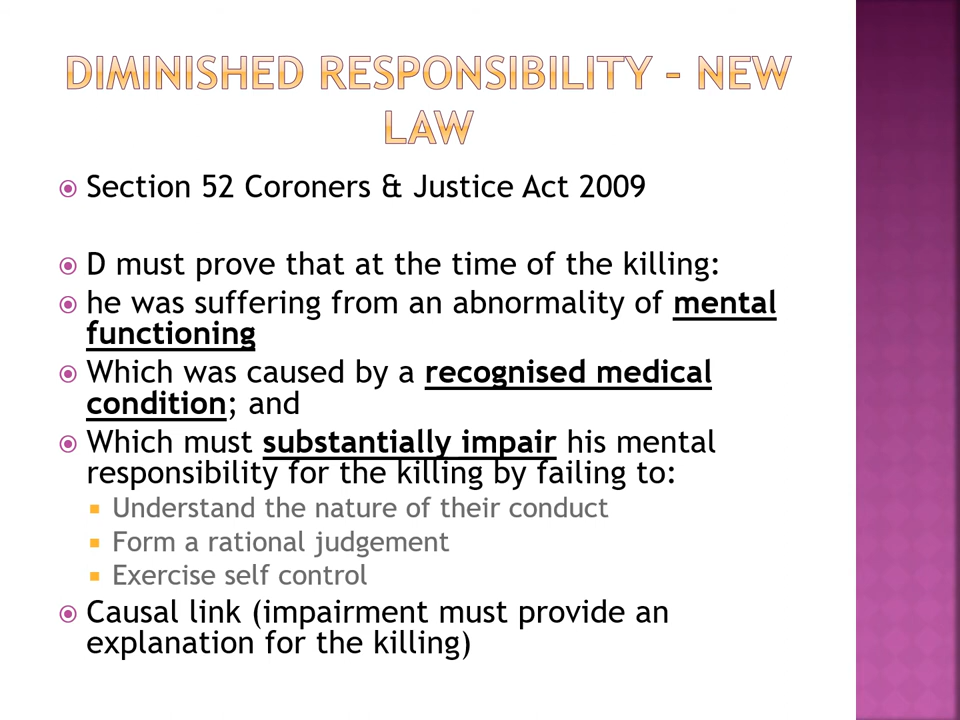 DIMINISHED RESPONSIBILITY – NEW
LAW
Section 52 Coroners & Justice Act 2009
D must prove that at the time of the killing:
he was suffering from an abnormality of mental
functioning
Which was caused by a recognised medical
condition; and
Which must substantially impair his mental
responsibility for the killing by failing to:
Understand the nature of their conduct
Form a rational judgement
Exercise self control
Causal link (impairment must provide an
explanation for the killing)